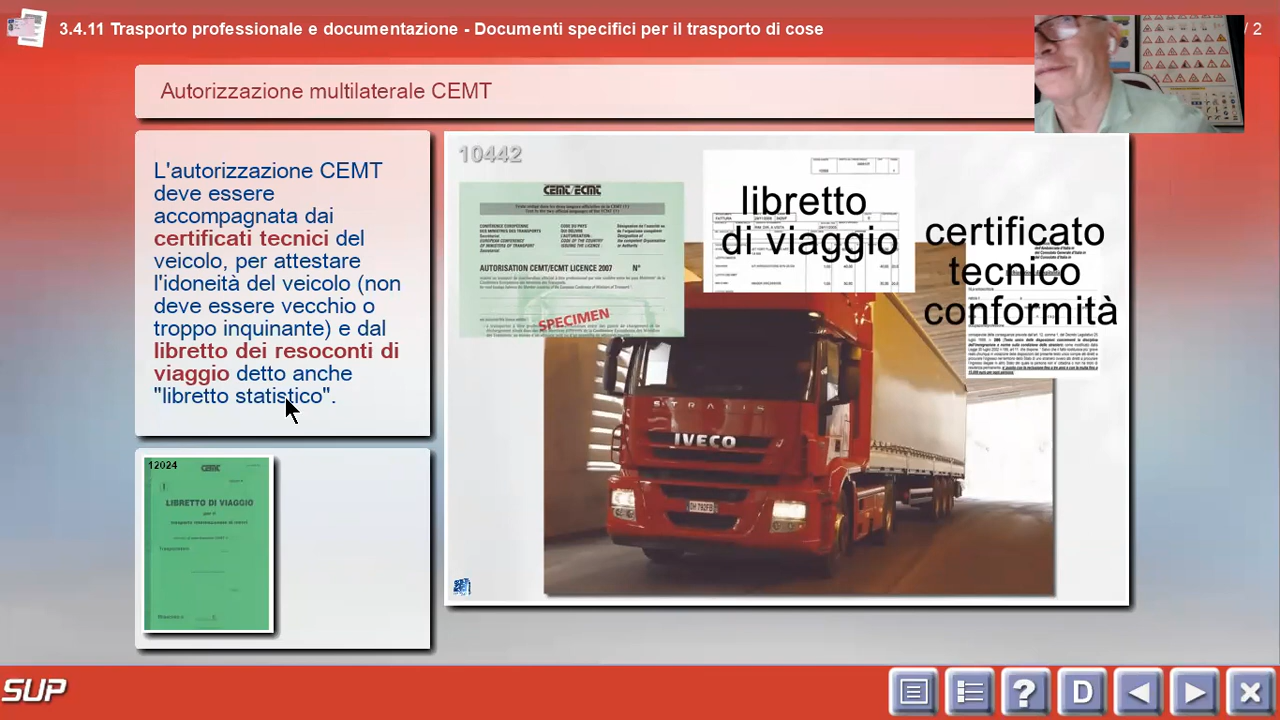 3.4.11 Trasporto professionale e documentazione - Documenti specifici per il trasporto di cose
/ 2
Autorizzazione multilaterale CEMT
L'autorizzazione CEMT
deve essere
accompagnata dai
certificati tecnici del
veicolo, per attestare
l'idoneità del veicolo (non
deve essere vecchio o
troppo inquinante) e dal
libretto dei resoconti di
viaggio detto anche
"libretto statistico".
12024
CEMT
LIBRETTO DI VIAGGIO
10442
CEMT/ECMT
AUTORISATION CEMT/ECMT LICENCE 2007 N°
SPECIMEN
libretto
di viaggio
certificato
tecnico
conformità
STRALIS
IVECO
SUP
?
D